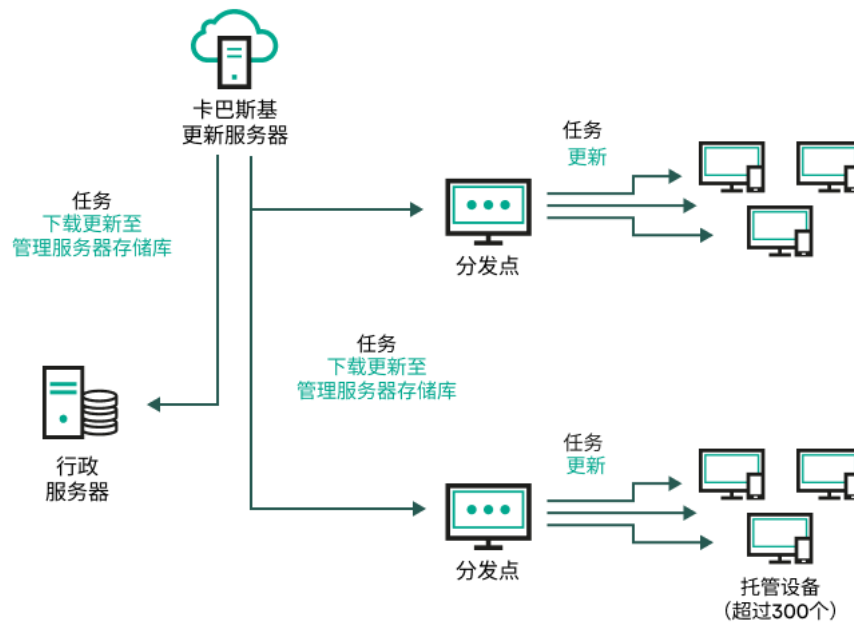 卡巴斯基
更新服务器
任务
更新
任务
下载更新至
管理服务器存储库
分发点
任务
下载更新至
管理服务器存储库
行政
服务器
任务
更新
分发点
托管设备
（超过300个）